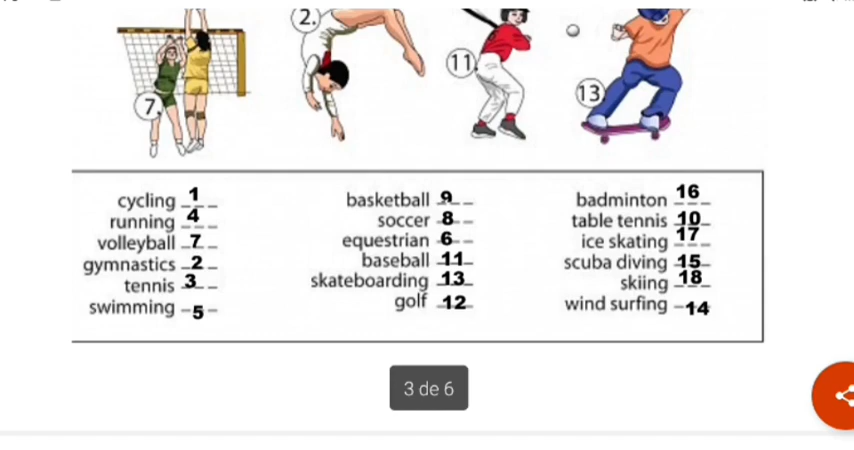 2.
11.
13.
7.
cycling 1
running 4
volleyball 7
gymnastics 2
tennis 3
swimming 5
basketball 9
soccer 8
equestrian 6
baseball 11
skateboarding 13
golf 12
badminton 16
table tennis 10
ice skating 17
scuba diving 15
skiing 18
wind surfing 14
3 de 6